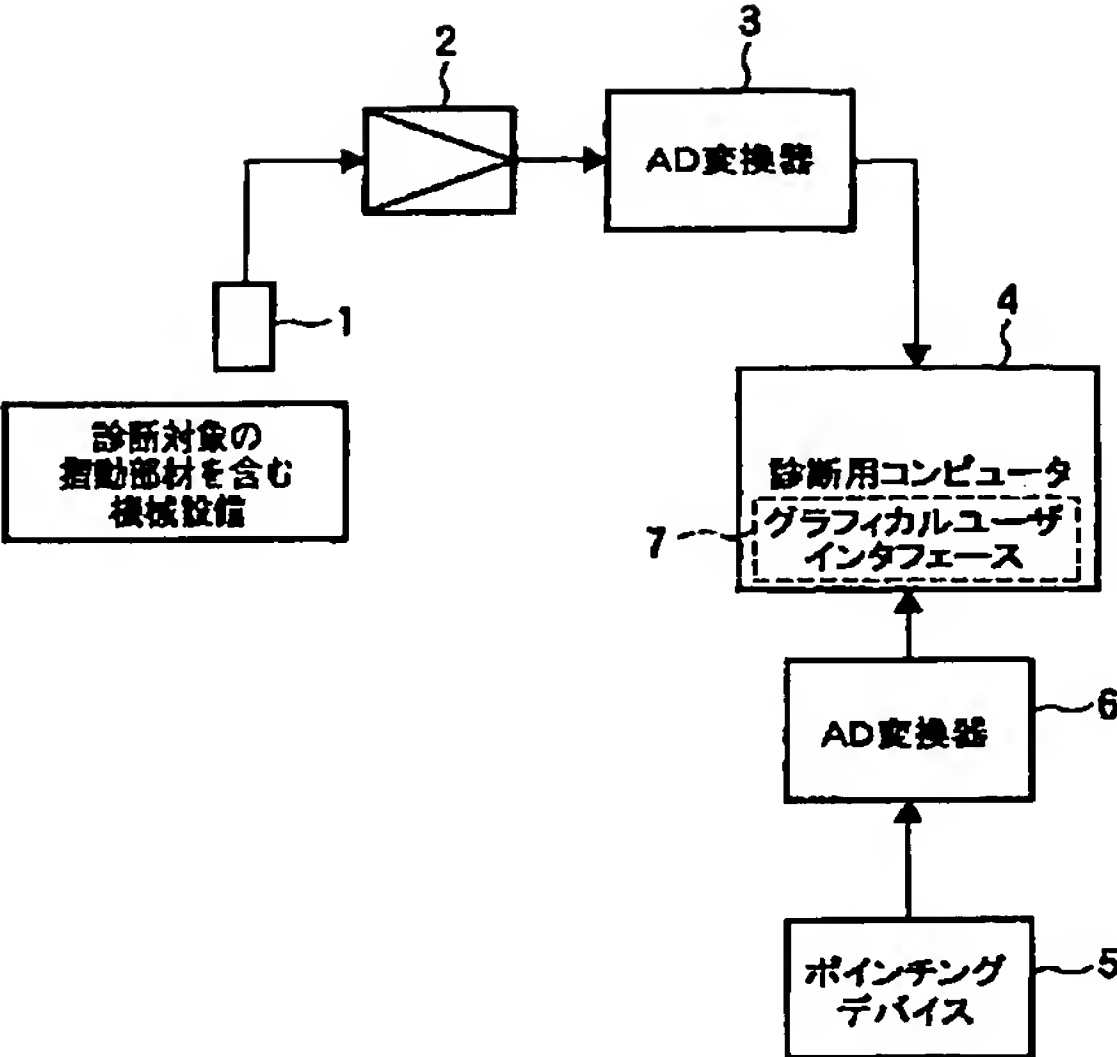 2
3
AD変換器
1
4
診断対象の
摺動部材を含む
機械設備
診断用コンピュータ
7
グラフィカルユーザ
インタフェース
AD変換器
6
ポインチング
デバイス
5